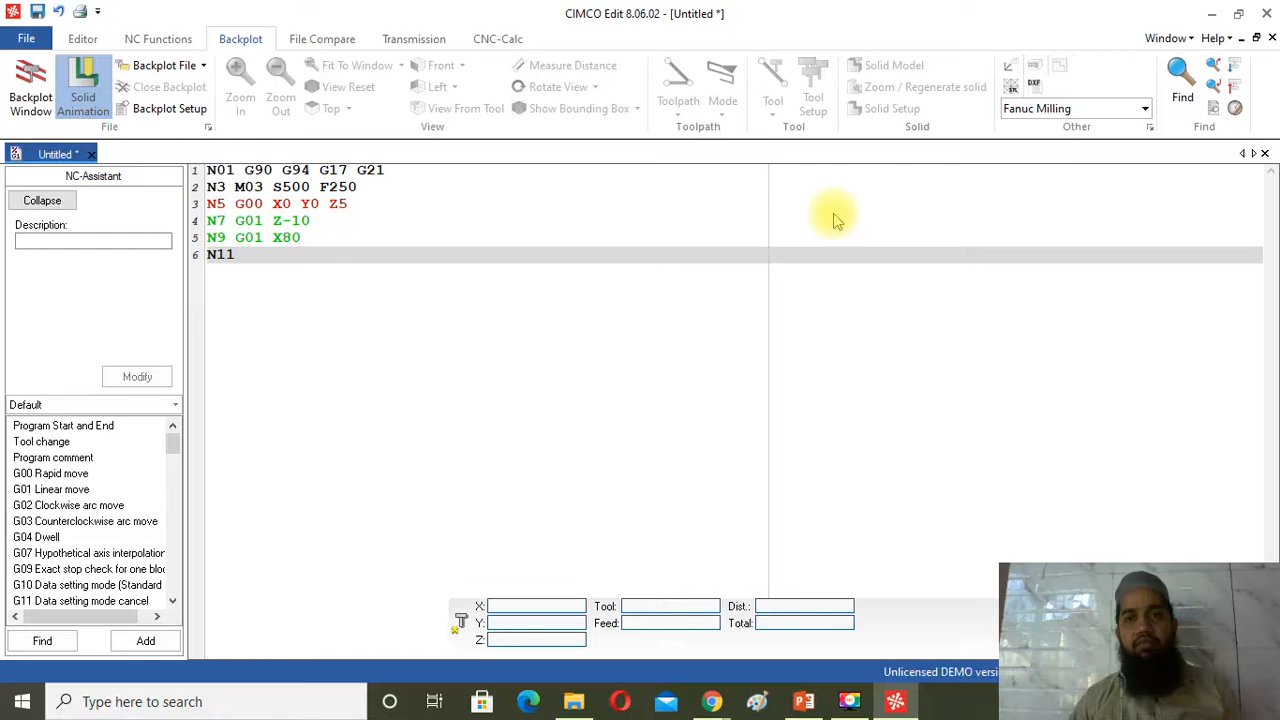 CIMCO Edit 8.06.02 - [Untitled *]
File Editor NC Functions Backplot File Compare Transmission CNC-Calc Window Help
Backplot Window
Solid Animation
Backplot File
Close Backplot
Backplot Setup
File
Zoom In
Zoom Out
Fit To Window
View Reset
Top
Front
Left
View From Tool
Measure Distance
Rotate View
Show Bounding Box
View
Toolpath
Mode
Toolpath
Tool
Tool Setup
Tool
Solid Model
Zoom / Regenerate solid
Solid Setup
Solid
STL
DXF
Fanuc Milling
Other
Find
Find
Untitled *
NC-Assistant
Collapse
Description:
Modify
Default
Program Start and End
Tool change
Program comment
G00 Rapid move
G01 Linear move
G02 Clockwise arc move
G03 Counterclockwise arc move
G04 Dwell
G07 Hypothetical axis interpolation
G09 Exact stop check for one bloc
G10 Data setting mode (Standard
G11 Data setting mode cancel
Find Add
1 N01 G90 G94 G17 G21
2 N3 M03 S500 F250
3 N5 G00 X0 Y0 Z5
4 N7 G01 Z-10
5 N9 G01 X80
6 N11
X: Tool: Dist.:
Y: Feed: Total:
Z:
Unlicensed DEMO versi
Type here to search